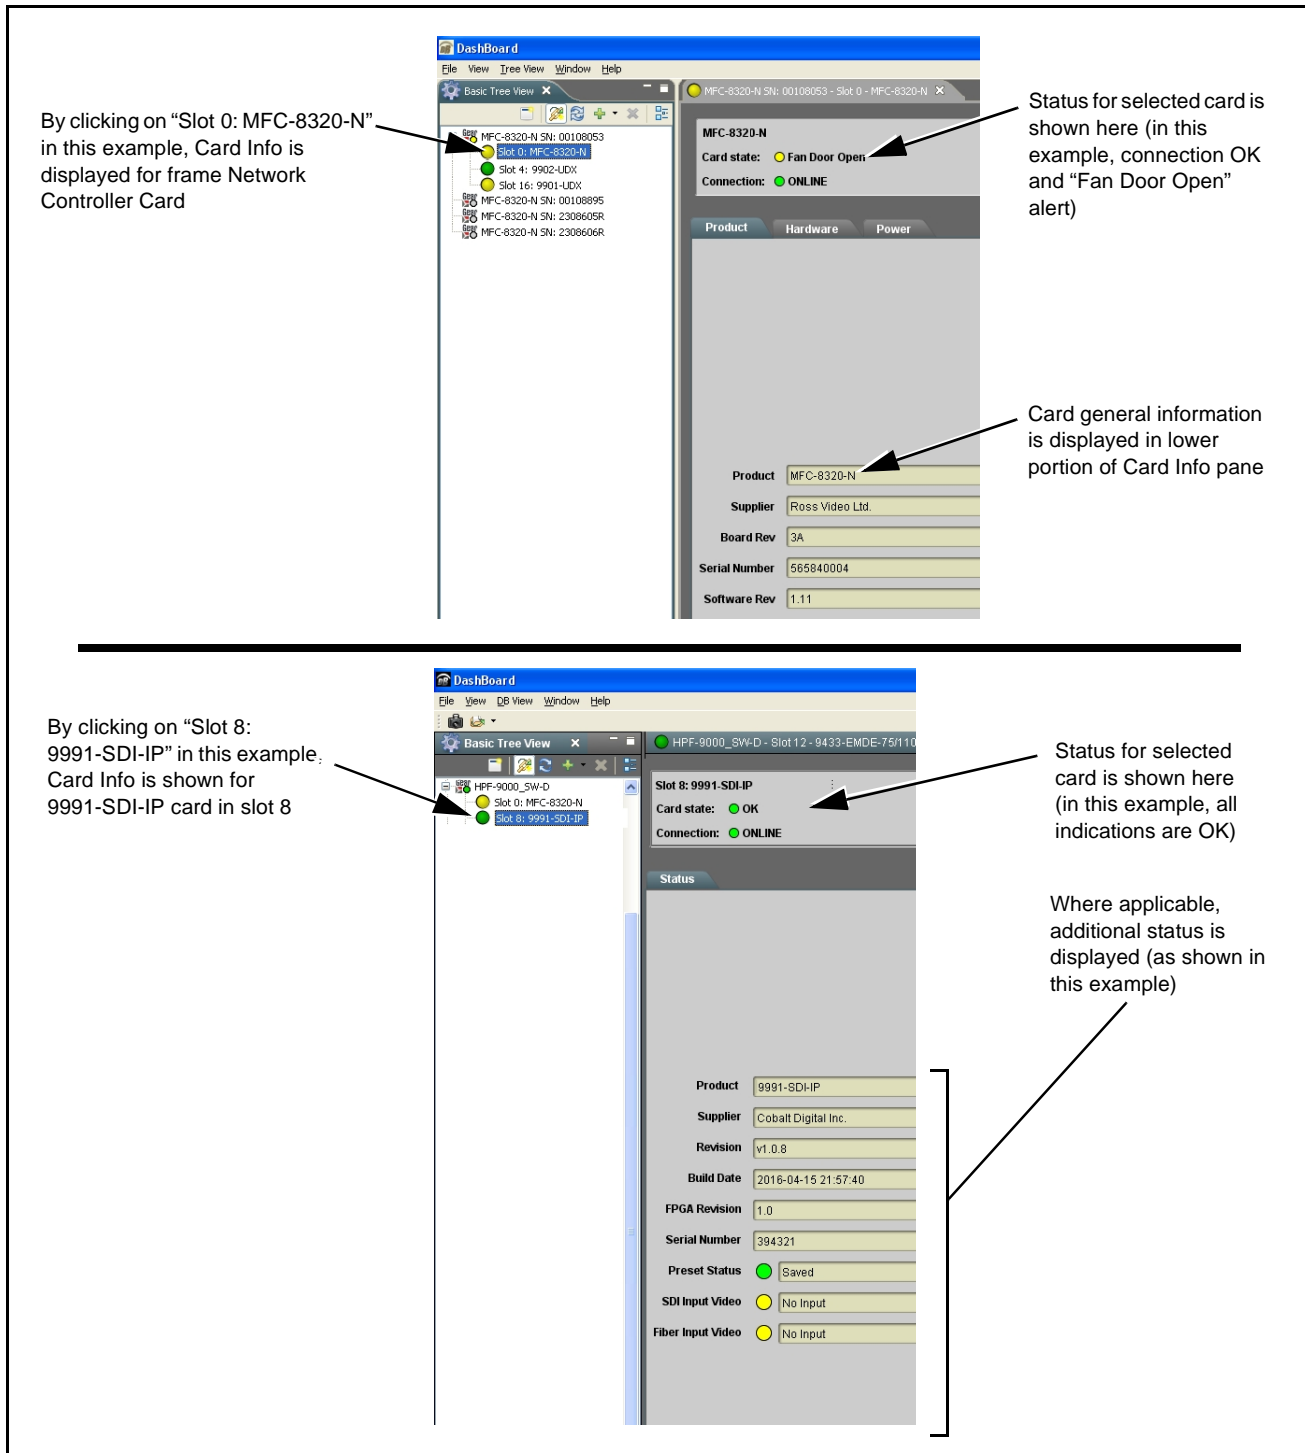 DashBoard
File View Tree View Window Help
Basic Tree View
MFC-8320-N SN: 00108053 - Slot 0 - MFC-8320-N
By clicking on “Slot 0: MFC-8320-N”
in this example, Card Info is
displayed for frame Network
Controller Card
Gear MFC-8320-N SN: 00108053
Slot 0: MFC-8320-N
Slot 4: 9902-UDX
Slot 16: 9901-UDX
Gear MFC-8320-N SN: 00108895
Gear MFC-8320-N SN: 2308605R
Gear MFC-8320-N SN: 2308606R
MFC-8320-N
Card state: Fan Door Open
Connection: ONLINE
Status for selected card is
shown here (in this
example, connection OK
and “Fan Door Open”
alert)
Product Hardware Power
Card general information
is displayed in lower
portion of Card Info pane
Product MFC-8320-N
Supplier Ross Video Ltd.
Board Rev 3A
Serial Number 565840004
Software Rev 1.11
DashBoard
File View DB View Window Help
Basic Tree View
HPF-9000_SW-D - Slot 12 - 9433-EMDE-75/110
By clicking on “Slot 8:
9991-SDI-IP” in this example,
Card Info is shown for
9991-SDI-IP card in slot 8
Gear HPF-9000_SW-D
Slot 0: MFC-8320-N
Slot 8: 9991-SDI-IP
Slot 8: 9991-SDI-IP
Card state: OK
Connection: ONLINE
Status for selected
card is shown here
(in this example, all
indications are OK)
Status
Where applicable,
additional status is
displayed (as shown in
this example)
Product 9991-SDI-IP
Supplier Cobalt Digital Inc.
Revision v1.0.8
Build Date 2016-04-15 21:57:40
FPGA Revision 1.0
Serial Number 394321
Preset Status Saved
SDI Input Video No Input
Fiber Input Video No Input